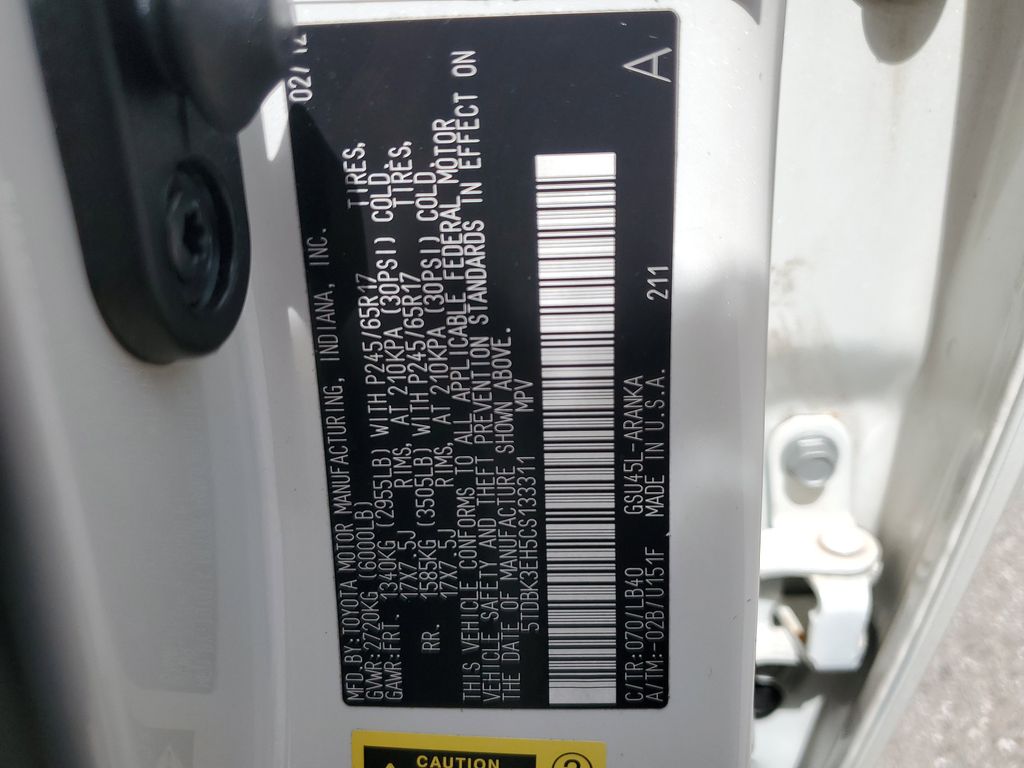 MFD.BY:TOYOTA MOTOR MANUFACTURING, INDIANA, INC. 02/12
GVWR:2720KG (6000LB)
GAWR:FRT. 1340KG (2955LB) WITH P245/65R17 TIRES,
17X7.5J RIMS, AT 210KPA (30PSI) COLD.
RR. 1585KG (3505LB) WITH P245/65R17 TIRES,
17X7.5J RIMS, AT 210KPA (30PSI) COLD.
THIS VEHICLE CONFORMS TO ALL APPLICABLE FEDERAL MOTOR
VEHICLE SAFETY AND THEFT PREVENTION STANDARDS IN EFFECT ON
THE DATE OF MANUFACTURE SHOWN ABOVE.
5TDBK3EH5CS133311 MPV
A
C/TR:070/LB40 GSU45L-ARANKA 211
A/TM:-02B/U151F MADE IN U.S.A.
CAUTION